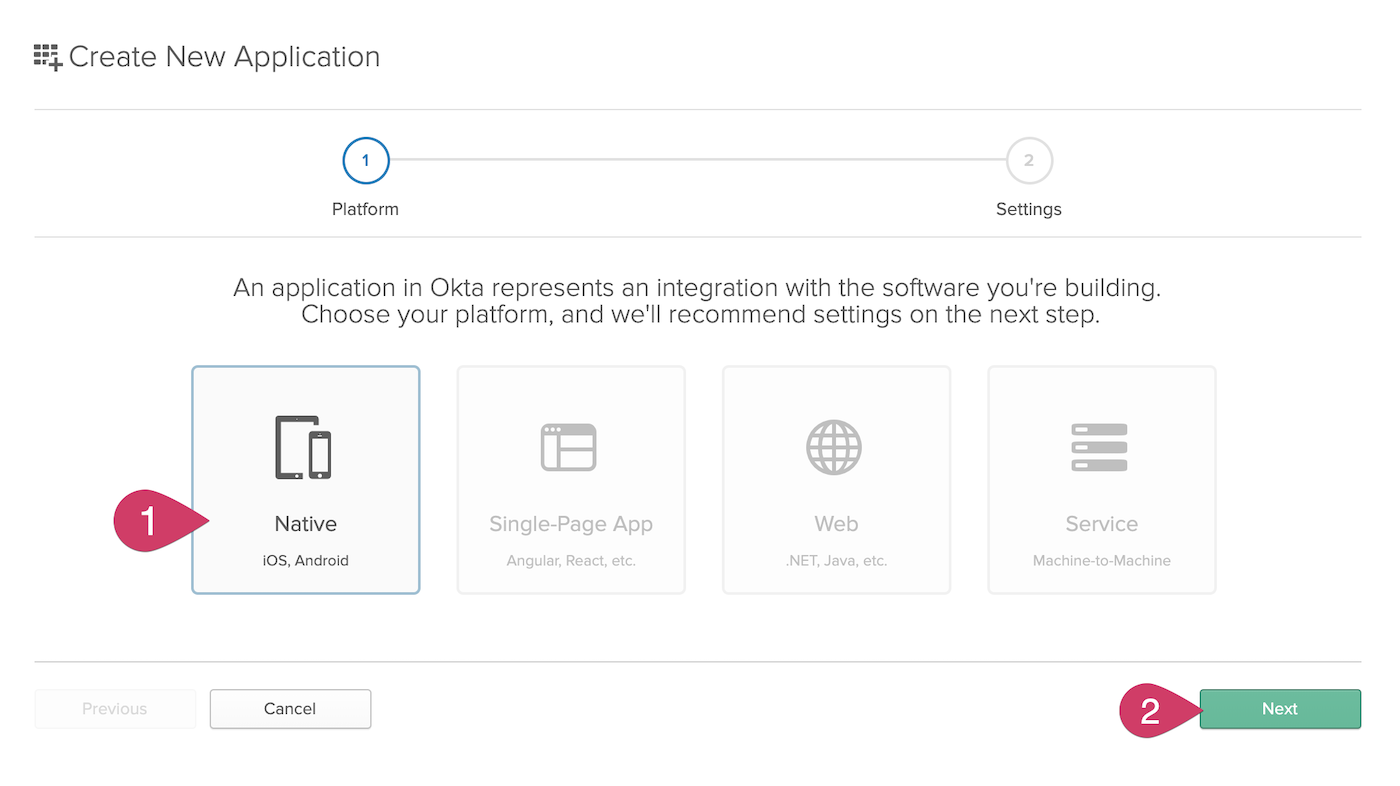 Create New Application
1
2
Platform
Settings
An application in Okta represents an integration with the software you're building.
Choose your platform, and we'll recommend settings on the next step.
1
Native
iOS, Android
Single-Page App
Angular, React, etc.
Web
.NET, Java, etc.
Service
Machine-to-Machine
Previous
Cancel
2
Next